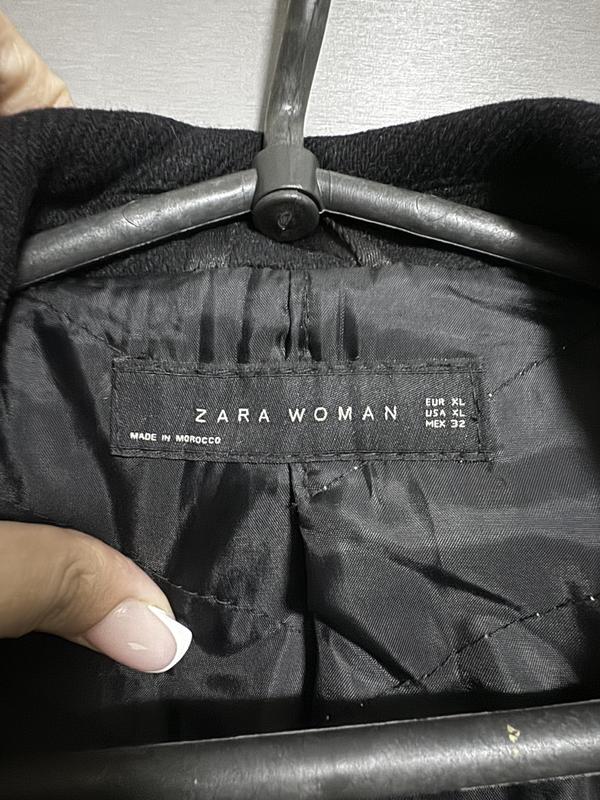 ZARA WOMAN
EUR XL
USA XL
MEX 32
MADE IN MOROCCO